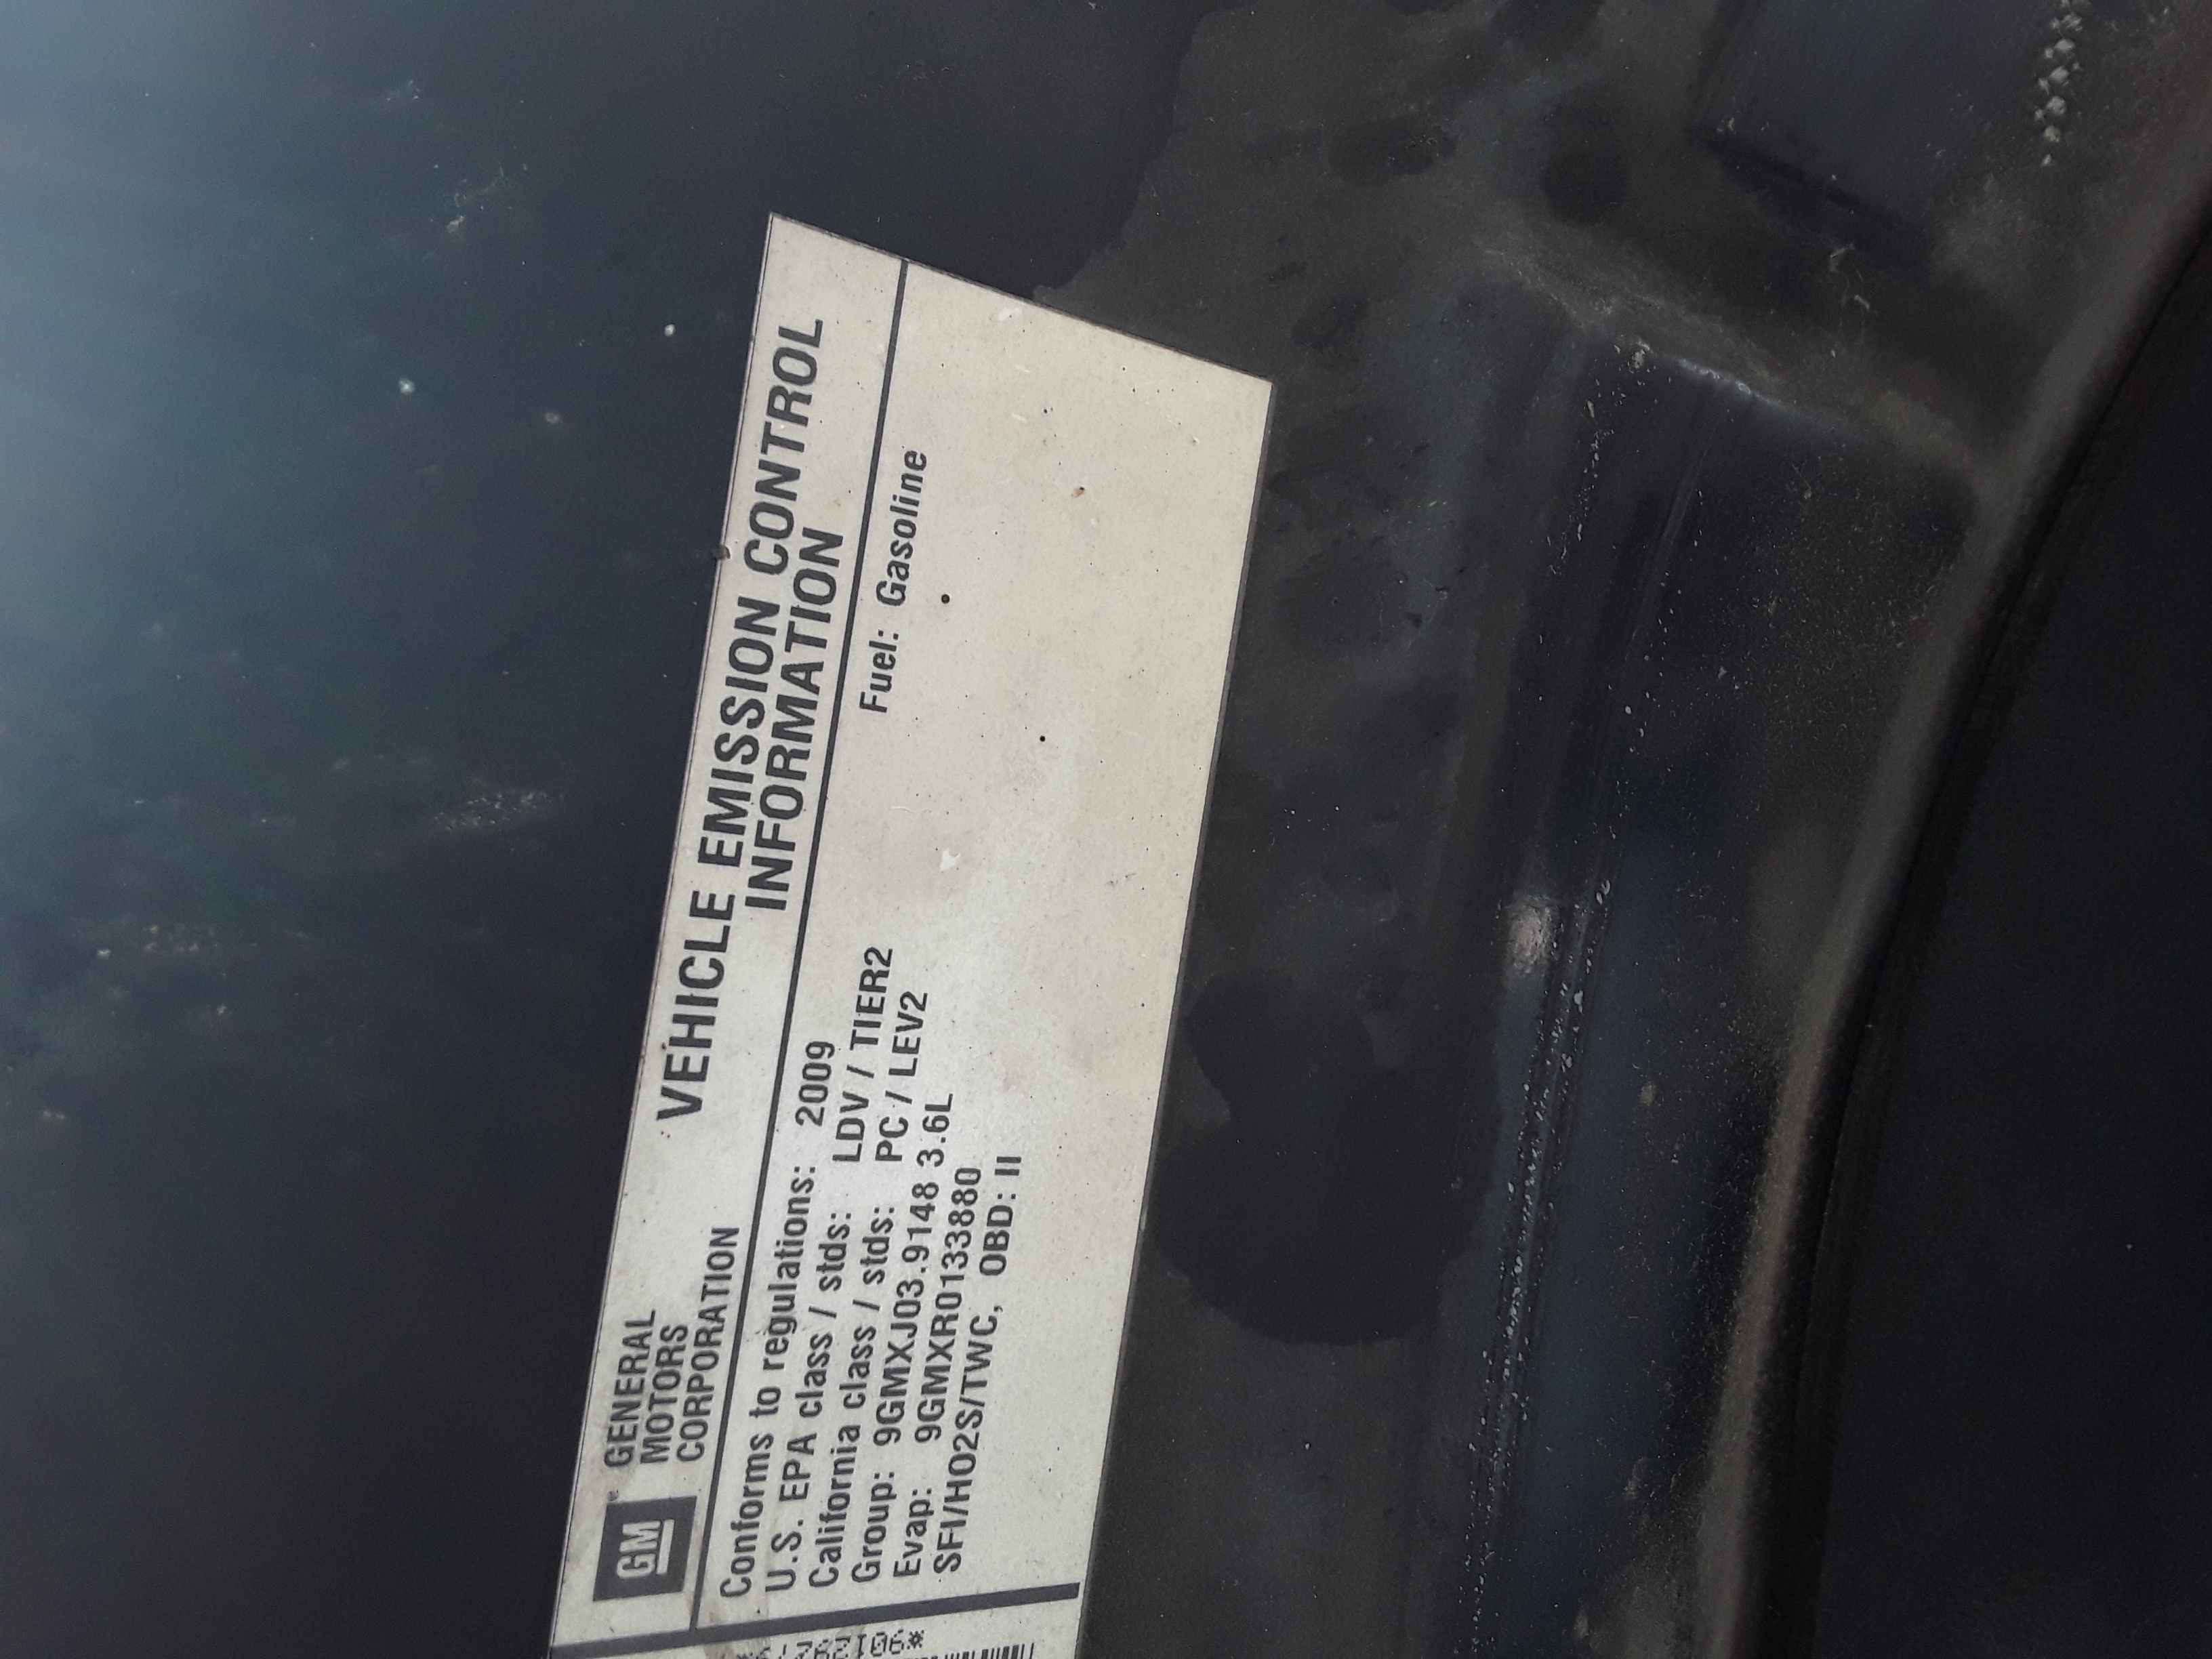 GM
GENERAL
MOTORS
CORPORATION
VEHICLE EMISSION CONTROL
INFORMATION
Conforms to regulations: 2009
Fuel: Gasoline
U.S. EPA class / stds: LDV / TIER2
California class / stds: PC / LEV2
Group: 9GMXJ03.9148 3.6L
Evap: 9GMXR0133880
SFI/HO2S/TWC, OBD: II